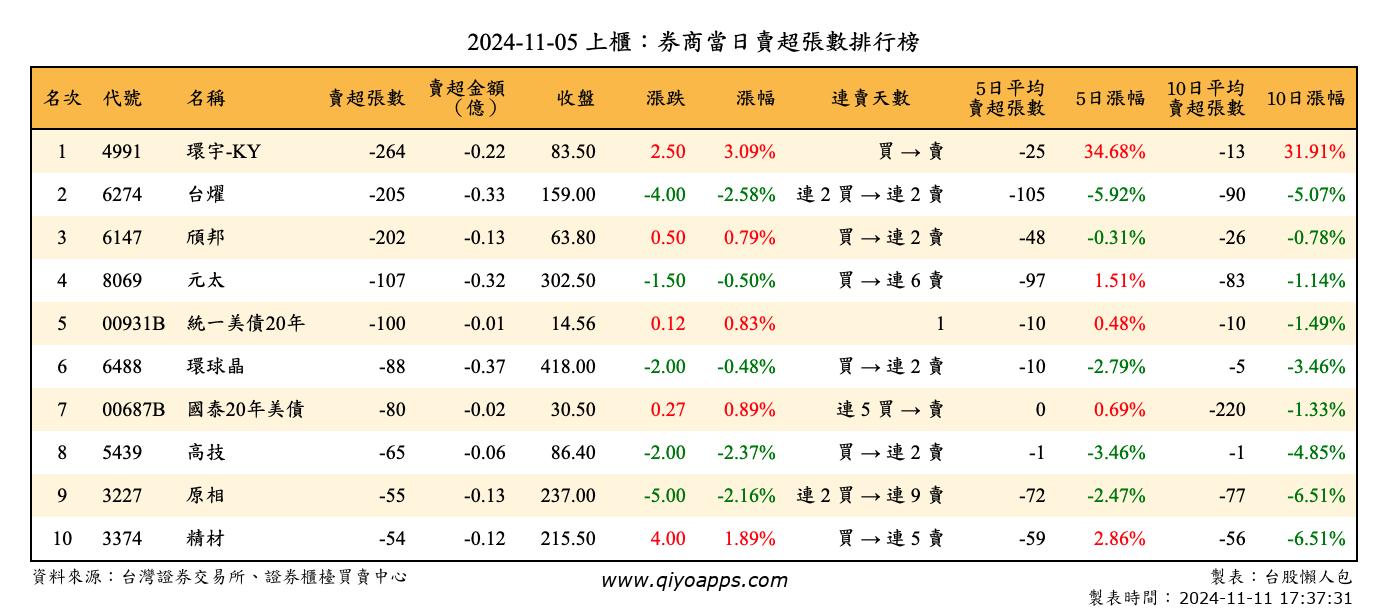 2024-11-05 上櫃：券商當日賣超張數排行榜
名次 代號 名稱 賣超張數 賣超金額（億） 收盤 漲跌 漲幅 連賣天數 5日平均賣超張數 5日漲幅 10日平均賣超張數 10日漲幅
1 4991 環宇-KY -264 -0.22 83.50 2.50 3.09% 買 → 賣 -25 34.68% -13 31.91%
2 6274 台燿 -205 -0.33 159.00 -4.00 -2.58% 連 2 買 → 連 2 賣 -105 -5.92% -90 -5.07%
3 6147 頎邦 -202 -0.13 63.80 0.50 0.79% 買 → 連 2 賣 -48 -0.31% -26 -0.78%
4 8069 元太 -107 -0.32 302.50 -1.50 -0.50% 買 → 連 6 賣 -97 1.51% -83 -1.14%
5 00931B 統一美債20年 -100 -0.01 14.56 0.12 0.83% 1 -10 0.48% -10 -1.49%
6 6488 環球晶 -88 -0.37 418.00 -2.00 -0.48% 買 → 連 2 賣 -10 -2.79% -5 -3.46%
7 00687B 國泰20年美債 -80 -0.02 30.50 0.27 0.89% 連 5 買 → 賣 0 0.69% -220 -1.33%
8 5439 高技 -65 -0.06 86.40 -2.00 -2.37% 買 → 連 2 賣 -1 -3.46% -1 -4.85%
9 3227 原相 -55 -0.13 237.00 -5.00 -2.16% 連 2 買 → 連 9 賣 -72 -2.47% -77 -6.51%
10 3374 精材 -54 -0.12 215.50 4.00 1.89% 買 → 連 5 賣 -59 2.86% -56 -6.51%
資料來源：台灣證券交易所、證券櫃檯買賣中心 www.qiyoapps.com 製表：台股懶人包
製表時間：2024-11-11 17:37:31